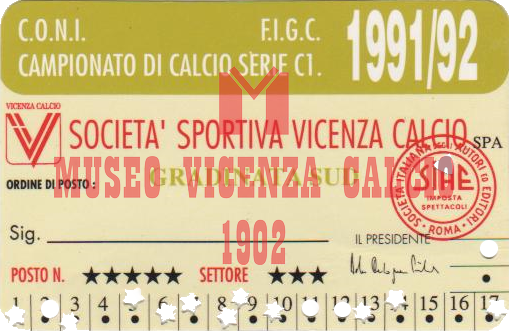 C.O.N.I. F.I.G.C.
CAMPIONATO DI CALCIO SERIE C1.
1991/92
VICENZA CALCIO
SOCIETA' SPORTIVA VICENZA CALCIO SPA
MUSEO VICENZA CALCIO
1902
ORDINE DI POSTO:
GRADINATA SUD
SOCIETÀ ITALIANA DEGLI AUTORI ED EDITORI
SIAE
IMPOSTA
SPETTACOLI
ROMA
Sig.
IL PRESIDENTE
POSTO N. ★★★★★ SETTORE ★★★
1 2 3 4 5 6 7 8 9 10 11 12 13 14 15 16 17